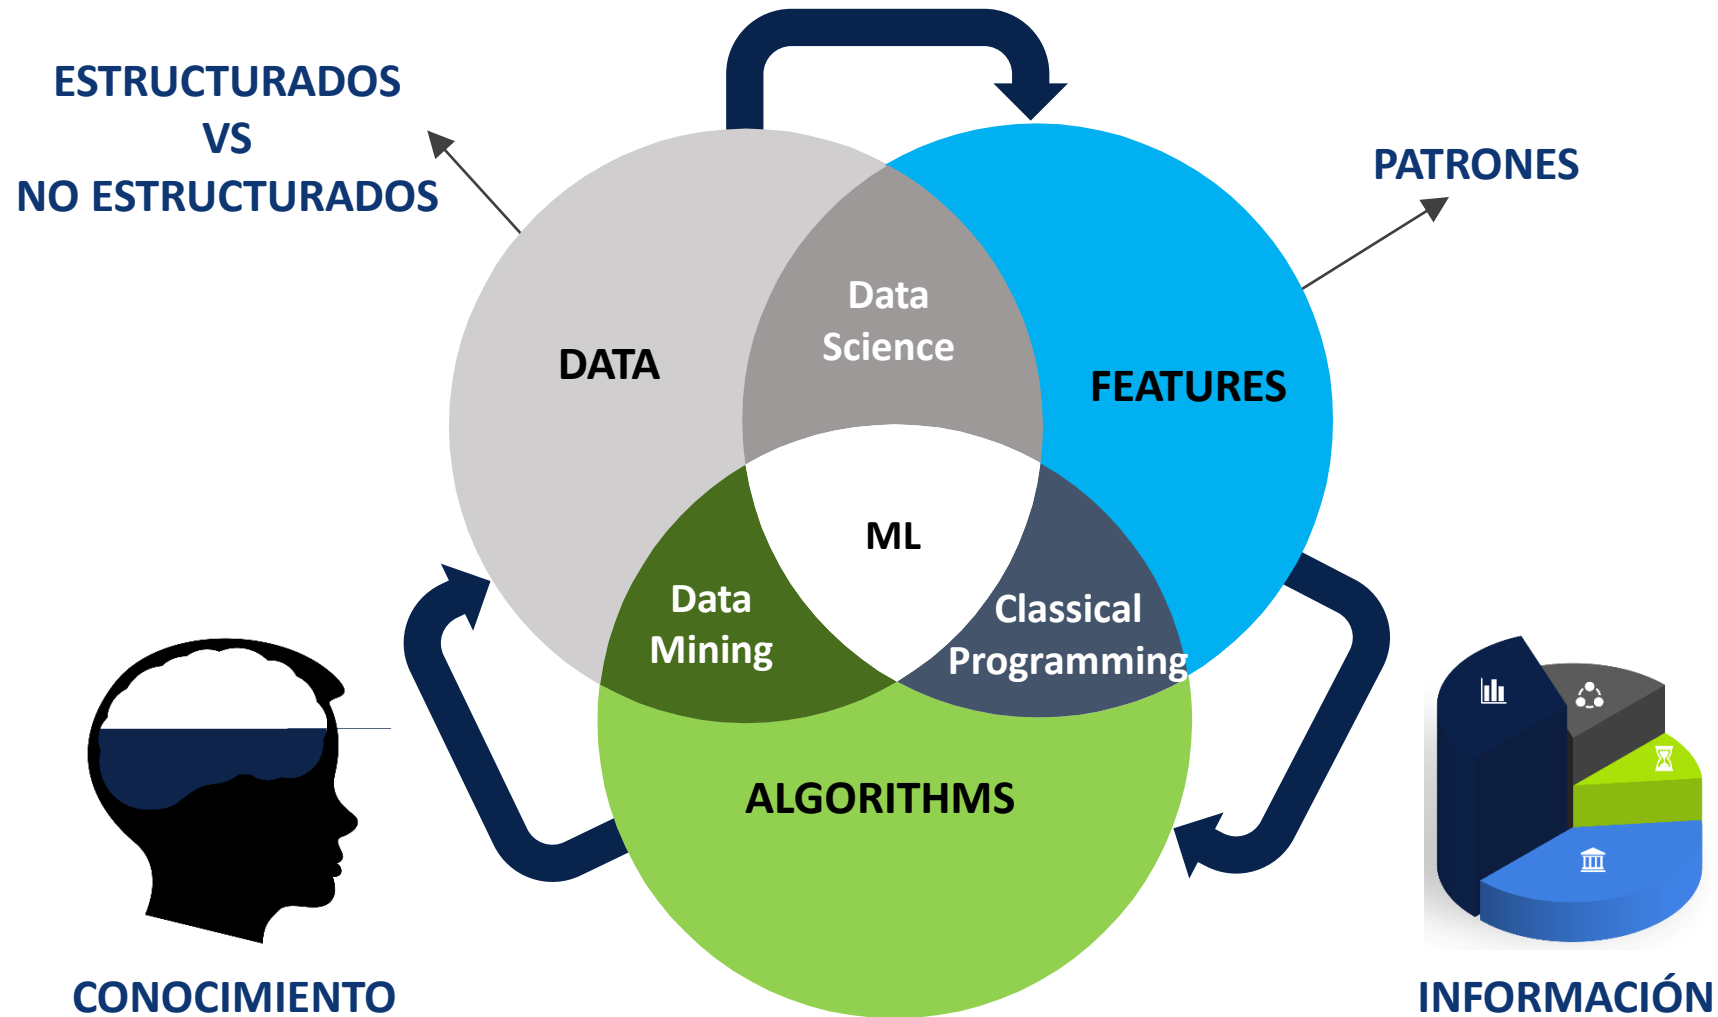 ESTRUCTURADOS
VS
NO ESTRUCTURADOS
PATRONES
Data
Science
DATA
FEATURES
ML
Data
Mining
Classical
Programming
ALGORITHMS
CONOCIMIENTO
INFORMACIÓN